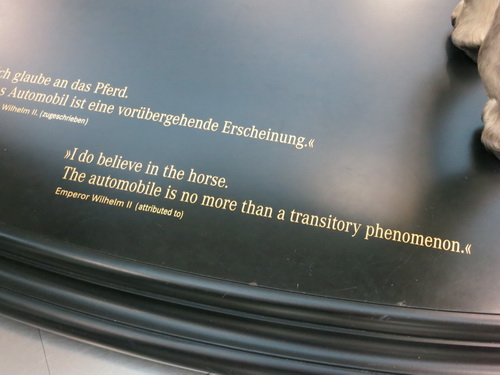 ch glaube an das Pferd.
s Automobil ist eine vorübergehende Erscheinung.«
Wilhelm II. (zugeschrieben)
»I do believe in the horse.
The automobile is no more than a transitory phenomenon.«
Emperor Wilhelm II (attributed to)